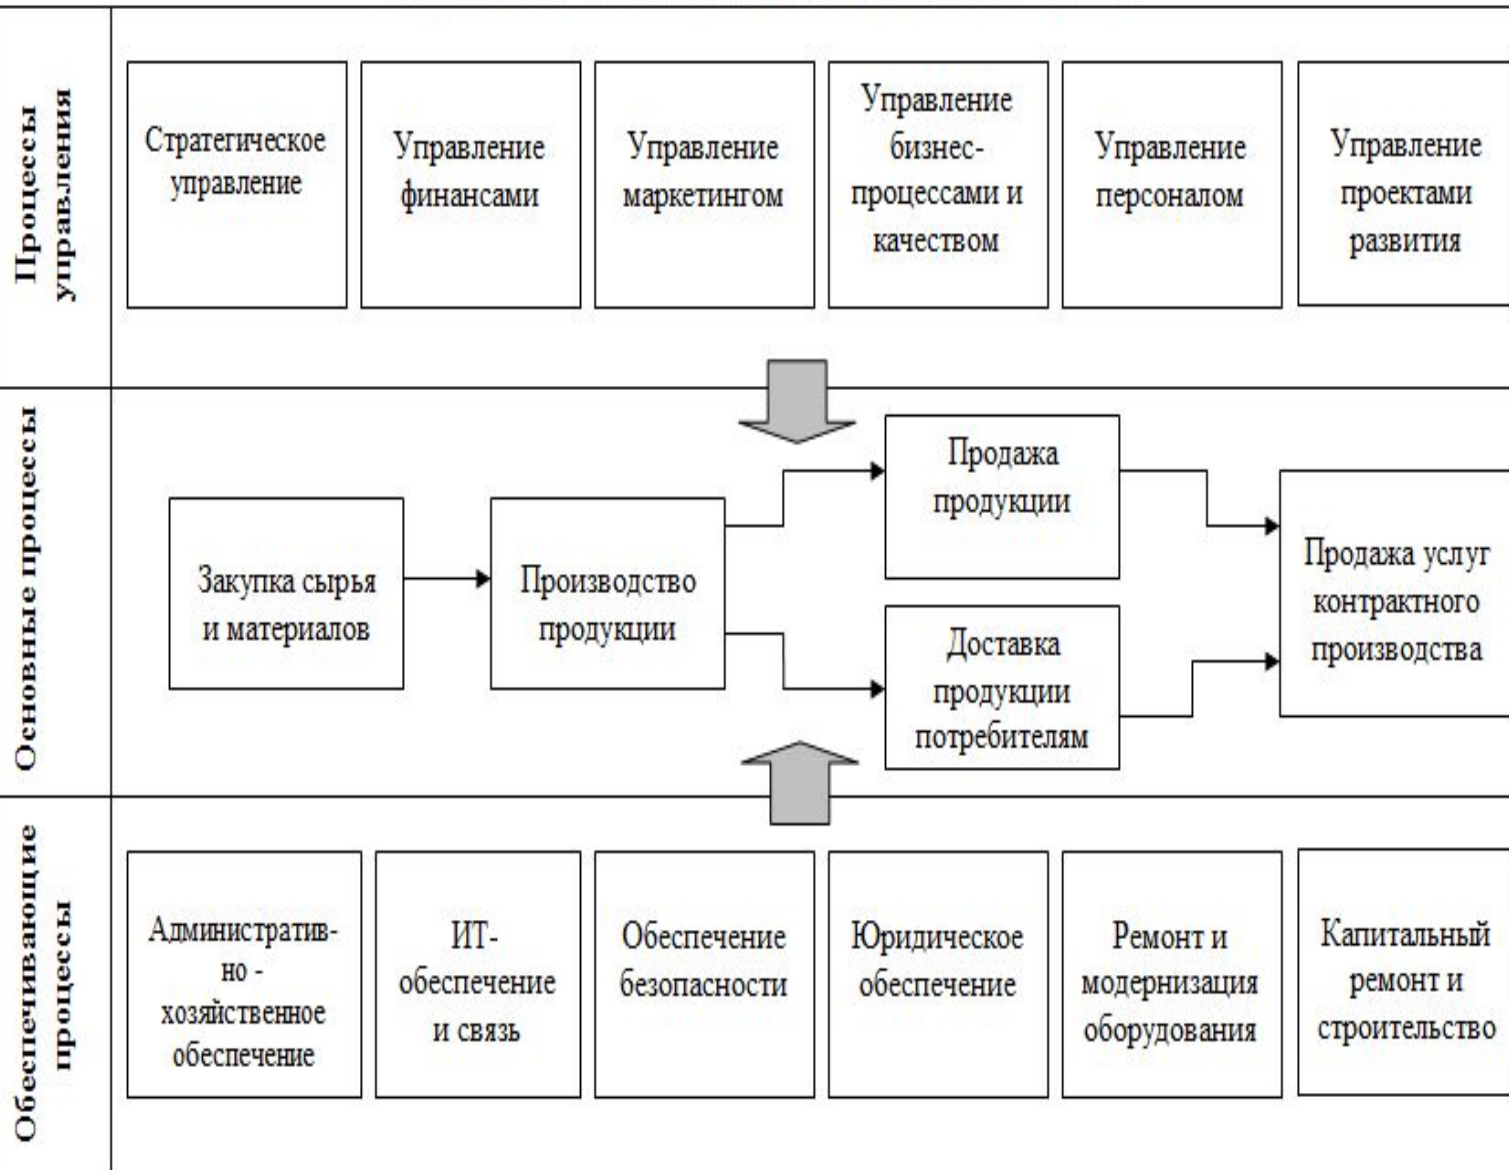 Процессы
управления
Стратегическое
управление
Управление
финансами
Управление
маркетингом
Управление
бизнес-
процессами и
качеством
Управление
персоналом
Управление
проектами
развития
Основные процессы
Закупка сырья
и материалов
Производство
продукции
Продажа
продукции
Доставка
продукции
потребителям
Продажа услуг
контрактного
производства
Обеспечивающие
процессы
Административ-
но -
хозяйственное
обеспечение
ИТ-
обеспечение
и связь
Обеспечение
безопасности
Юридическое
обеспечение
Ремонт и
модернизация
оборудования
Капитальный
ремонт и
строительство